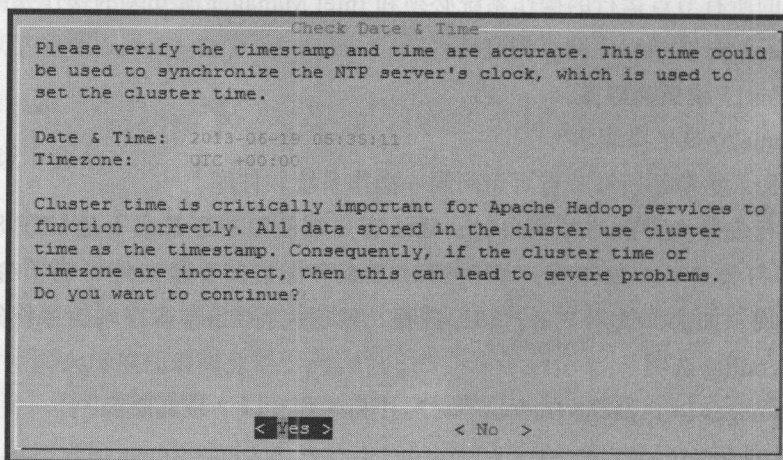 Check Date & Time
Please verify the timestamp and time are accurate. This time could
be used to synchronize the NTP server's clock, which is used to
set the cluster time.
Date & Time: 2013-06-19 06:35:11
Timezone: UTC +00:00
Cluster time is critically important for Apache Hadoop services to
function correctly. All data stored in the cluster use cluster
time as the timestamp. Consequently, if the cluster time or
timezone are incorrect, then this can lead to severe problems.
Do you want to continue?
< Yes > < No >